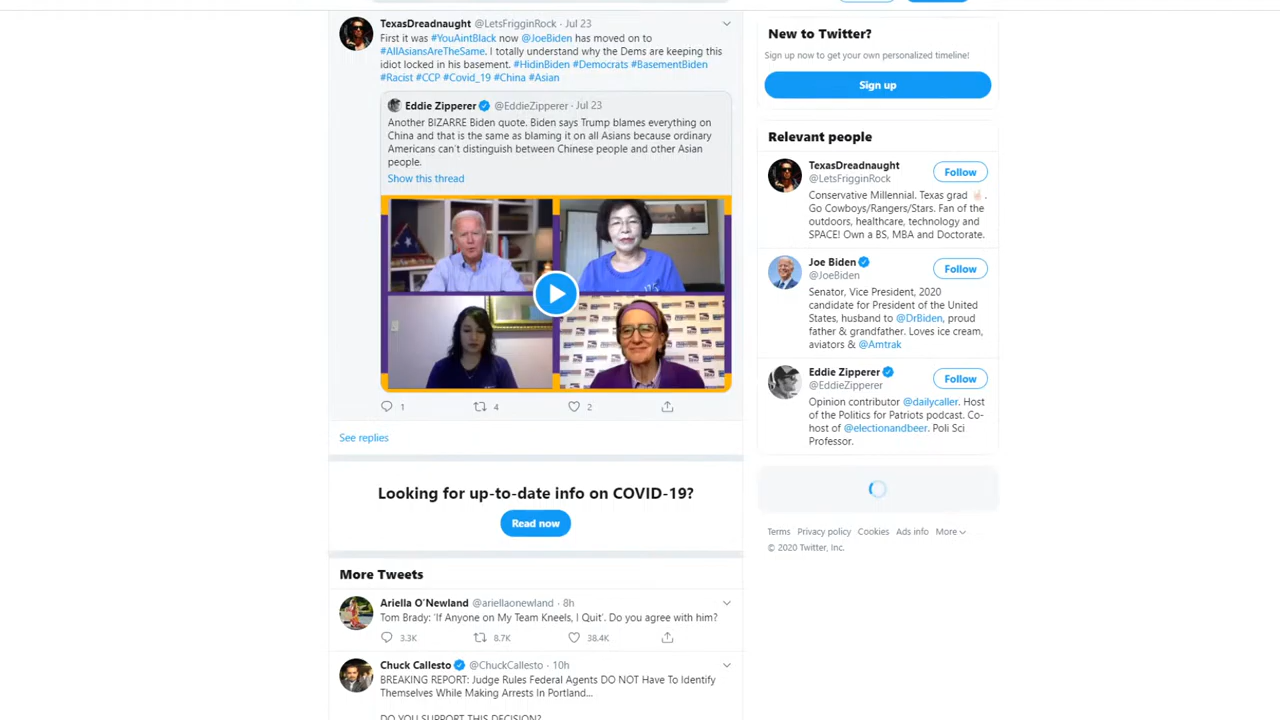 TexasDreadnaught @LetsFrigginRock · Jul 23
First it was #YouAintBlack now @JoeBiden has moved on to
#AllAsiansAreTheSame. I totally understand why the Dems are keeping this
idiot locked in his basement. #HidinBiden #Democrats #BasementBiden
#Racist #CCP #Covid_19 #China #Asian
Eddie Zipperer @EddieZipperer · Jul 23
Another BIZARRE Biden quote. Biden says Trump blames everything on
China and that is the same as blaming it on all Asians because ordinary
Americans can't distinguish between Chinese people and other Asian
people.
Show this thread
1 4 2
See replies
Looking for up-to-date info on COVID-19?
Read now
More Tweets
Ariella O'Newland @ariellaonewland · 8h
Tom Brady: 'If Anyone on My Team Kneels, I Quit'. Do you agree with him?
3.3K 8.7K 38.4K
Chuck Callesto @ChuckCallesto · 10h
BREAKING REPORT: Judge Rules Federal Agents DO NOT Have To Identify
Themselves While Making Arrests In Portland...
DO YOU SUPPORT THIS DECISION?
New to Twitter?
Sign up now to get your own personalized timeline!
Sign up
Relevant people
TexasDreadnaught
@LetsFrigginRock
Follow
Conservative Millennial. Texas grad 🤘🏻.
Go Cowboys/Rangers/Stars. Fan of the
outdoors, healthcare, technology and
SPACE! Own a BS, MBA and Doctorate.
Joe Biden
@JoeBiden
Follow
Senator, Vice President, 2020
candidate for President of the United
States, husband to @DrBiden, proud
father & grandfather. Loves ice cream,
aviators & @Amtrak
Eddie Zipperer
@EddieZipperer
Follow
Opinion contributor @dailycaller. Host
of the Politics for Patriots podcast. Co-
host of @electionandbeer. Poli Sci
Professor.
Terms Privacy policy Cookies Ads info More
© 2020 Twitter, Inc.